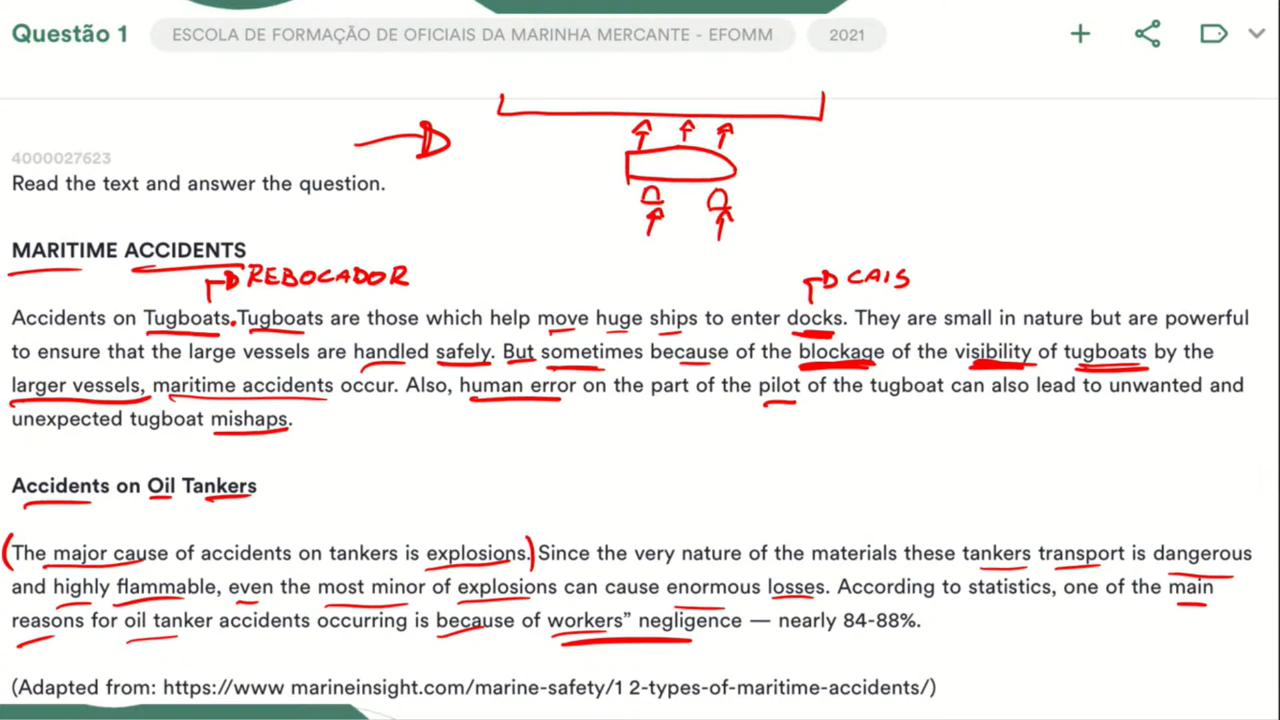 Questão 1 ESCOLA DE FORMAÇÃO DE OFICIAIS DA MARINHA MERCANTE - EFOMM 2021
4000027623
Read the text and answer the question.
MARITIME ACCIDENTS
REBOCADOR CAIS
Accidents on Tugboats.Tugboats are those which help move huge ships to enter docks. They are small in nature but are powerful
to ensure that the large vessels are handled safely. But sometimes because of the blockage of the visibility of tugboats by the
larger vessels, maritime accidents occur. Also, human error on the part of the pilot of the tugboat can also lead to unwanted and
unexpected tugboat mishaps.
Accidents on Oil Tankers
(The major cause of accidents on tankers is explosions.) Since the very nature of the materials these tankers transport is dangerous
and highly flammable, even the most minor of explosions can cause enormous losses. According to statistics, one of the main
reasons for oil tanker accidents occurring is because of workers” negligence — nearly 84-88%.
(Adapted from: https://www marineinsight.com/marine-safety/1 2-types-of-maritime-accidents/)